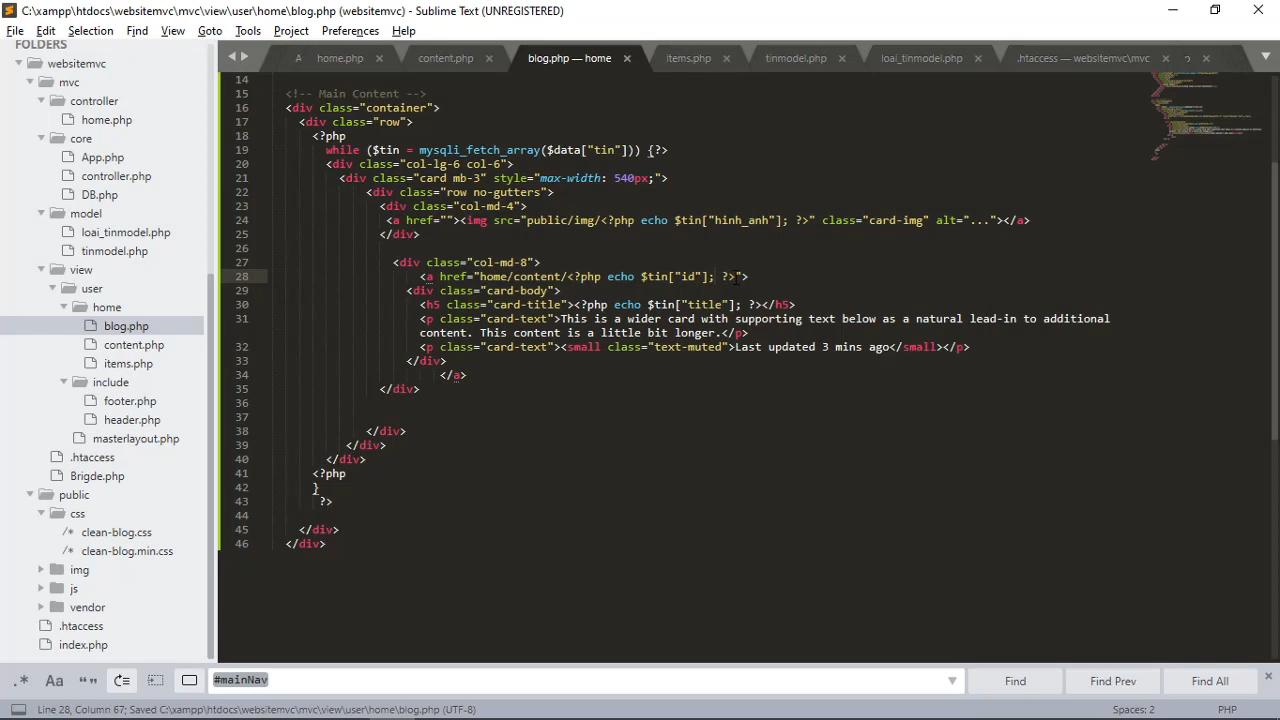 C:\xampp\htdocs\websitemvc\mvc\view\user\home\blog.php (websitemvc) - Sublime Text (UNREGISTERED)
File Edit Selection Find View Goto Tools Project Preferences Help
FOLDERS
websitemvc
mvc
controller
home.php
core
App.php
controller.php
DB.php
model
loai_tinmodel.php
tinmodel.php
view
user
home
blog.php
content.php
items.php
include
footer.php
header.php
masterlayout.php
.htaccess
Brigde.php
public
css
/* clean-blog.css
/* clean-blog.min.css
img
js
vendor
.htaccess
index.php
A home.php × content.php × blog.php — home × items.php × tinmodel.php × loai_tinmodel.php × .htaccess — websitemvc\mvc ×
14
15 <!-- Main Content -->
16 <div class="container">
17 <div class="row">
18 <?php
19 while ($tin = mysqli_fetch_array($data["tin"])) {?>
20 <div class="col-lg-6 col-6">
21 <div class="card mb-3" style="max-width: 540px;">
22 <div class="row no-gutters">
23 <div class="col-md-4">
24 <a href=""><img src="public/img/<?php echo $tin["hinh_anh"]; ?>" class="card-img" alt="..."></a>
25 </div>
26
27 <div class="col-md-8">
28 <a href="home/content/<?php echo $tin["id"]; ?>">
29 <div class="card-body">
30 <h5 class="card-title"><?php echo $tin["title"]; ?></h5>
31 <p class="card-text">This is a wider card with supporting text below as a natural lead-in to additional
content. This content is a little bit longer.</p>
32 <p class="card-text"><small class="text-muted">Last updated 3 mins ago</small></p>
33 </div>
34 </a>
35 </div>
36
37
38 </div>
39 </div>
40 </div>
41 <?php
42 }
43 ?>
44
45 </div>
46 </div>
.* Aa “” #mainNav Find Find Prev Find All
Line 28, Column 67; Saved C:\xampp\htdocs\websitemvc\mvc\view\user\home\blog.php (UTF-8) Spaces: 2 PHP